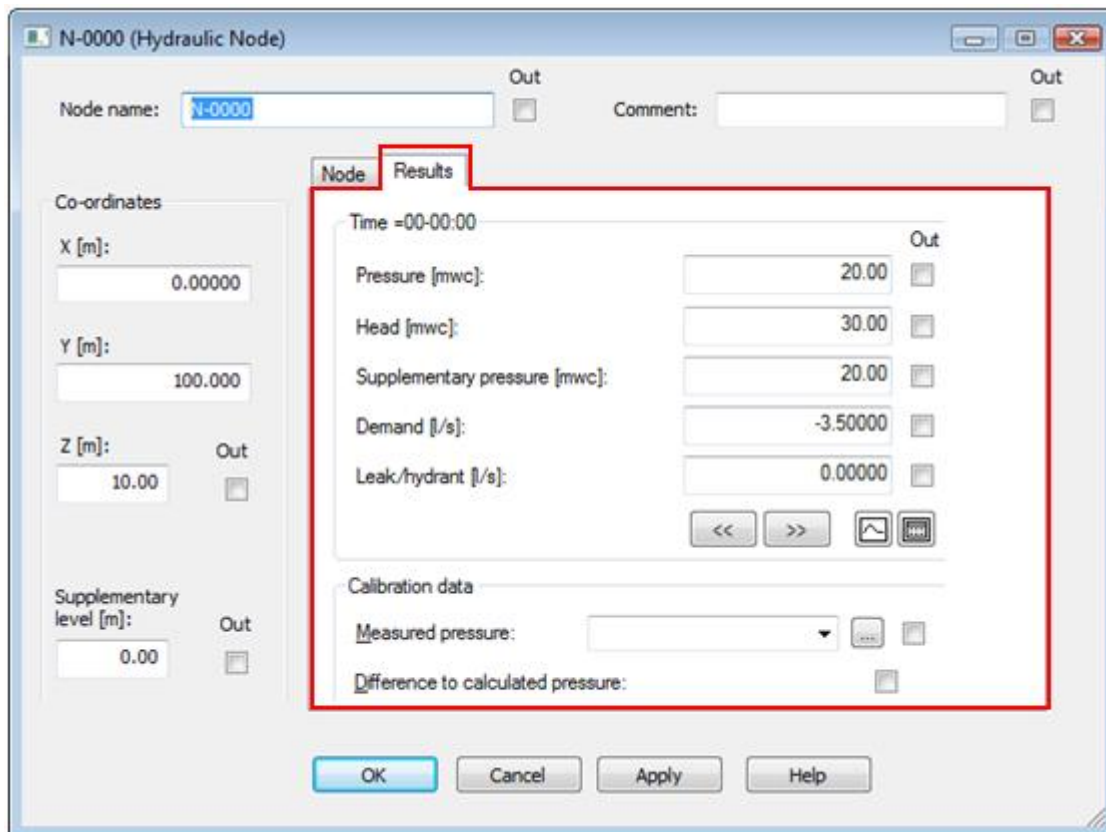 N-0000 (Hydraulic Node)
Out Out
Node name: N-0000 Comment:
Node Results
Co-ordinates
X [m]:
0.00000
Y [m]:
100.000
Z [m]: Out
10.00
Supplementary
level [m]: Out
0.00
Time =00-00:00
Out
Pressure [mwc]: 20.00
Head [mwc]: 30.00
Supplementary pressure [mwc]: 20.00
Demand [l/s]: -3.50000
Leak/hydrant [l/s]: 0.00000
<< >>
Calibration data
Measured pressure: ...
Difference to calculated pressure:
OK Cancel Apply Help